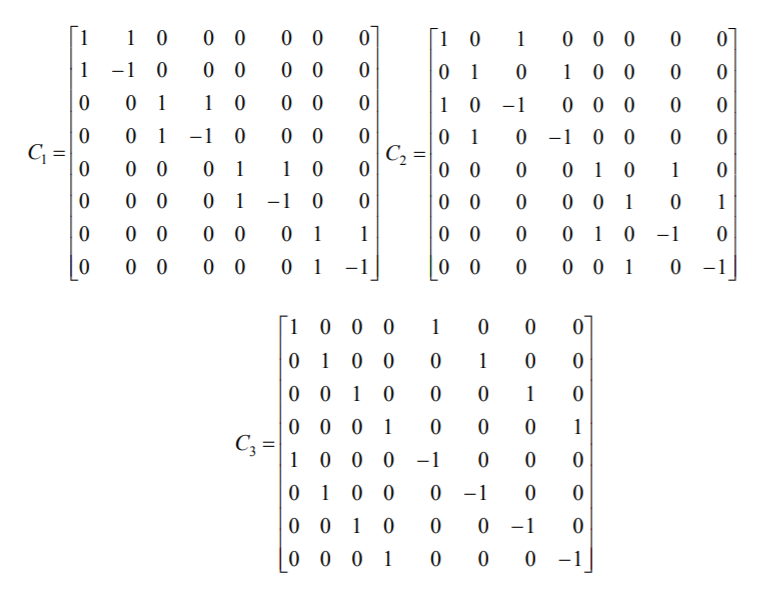 C₁ = [1 1 0 0 0 0 0 0
1 −1 0 0 0 0 0 0
0 0 1 1 0 0 0 0
0 0 1 −1 0 0 0 0
0 0 0 0 1 1 0 0
0 0 0 0 1 −1 0 0
0 0 0 0 0 0 1 1
0 0 0 0 0 0 1 −1]
C₂ = [1 0 1 0 0 0 0 0
0 1 0 1 0 0 0 0
1 0 −1 0 0 0 0 0
0 1 0 −1 0 0 0 0
0 0 0 0 1 0 1 0
0 0 0 0 0 1 0 1
0 0 0 0 1 0 −1 0
0 0 0 0 0 1 0 −1]
C₃ = [1 0 0 0 1 0 0 0
0 1 0 0 0 1 0 0
0 0 1 0 0 0 1 0
0 0 0 1 0 0 0 1
1 0 0 0 −1 0 0 0
0 1 0 0 0 −1 0 0
0 0 1 0 0 0 −1 0
0 0 0 1 0 0 0 −1]